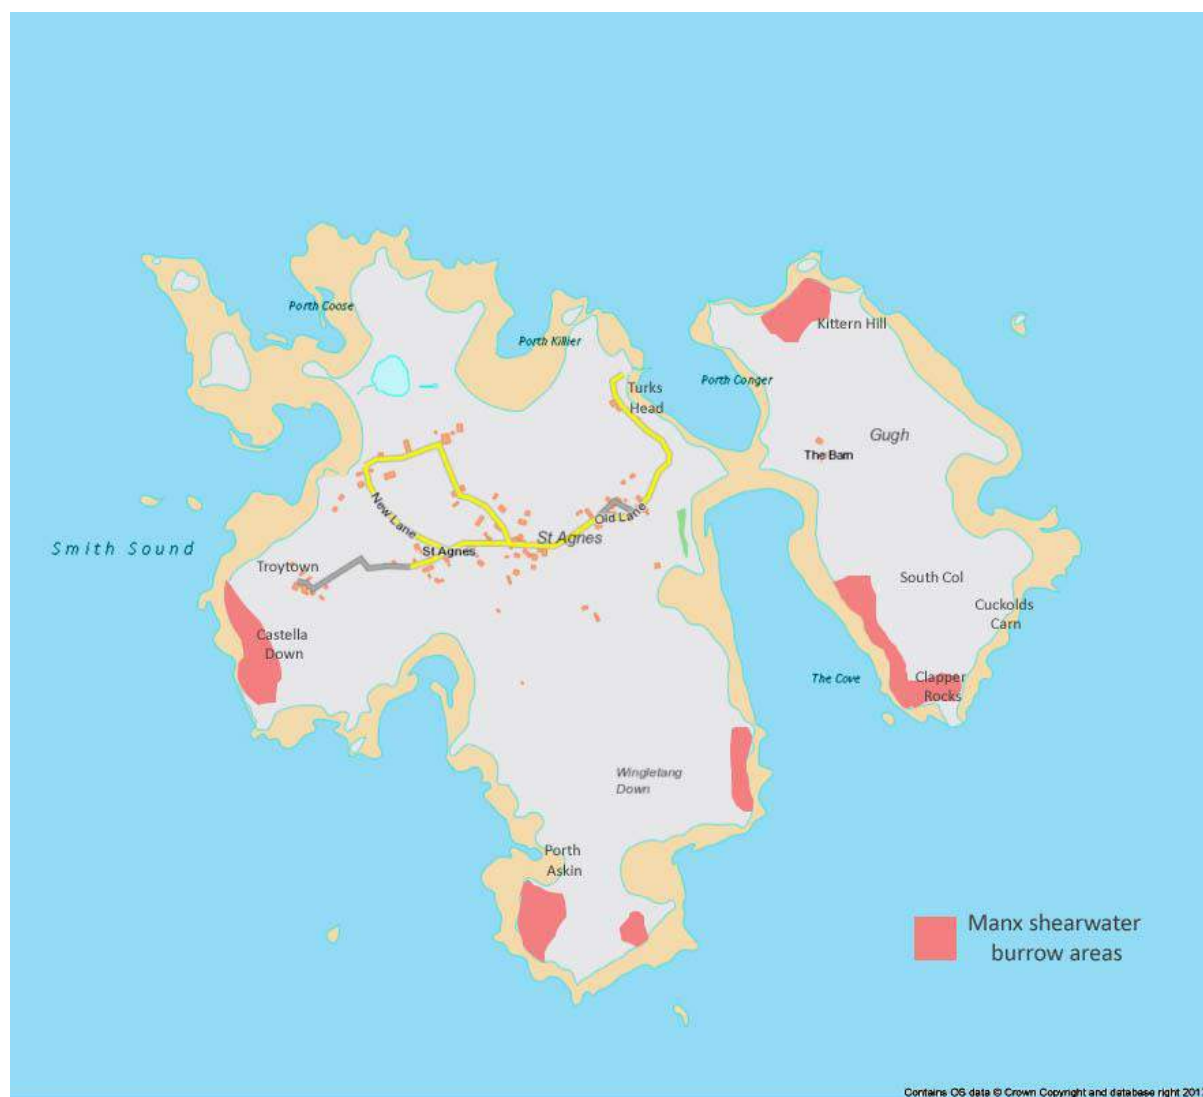 Porth Coose
Porth Killier
Kittern Hill
Porth Conger
Turks
Head
Gugh
The Barn
New Lane
Old Lane
St Agnes
St Agnes
Smith Sound
Troytown
South Col
Cuckolds
Carn
Castella
Down
The Cove
Clapper
Rocks
Wingletang
Down
Porth
Askin
Manx shearwater
burrow areas
Contains OS data © Crown Copyright and database right 201